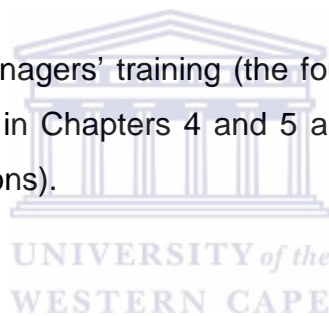 nagers’ training (the fo
in Chapters 4 and 5 a
ons).
UNIVERSITY of the
WESTERN CAPE